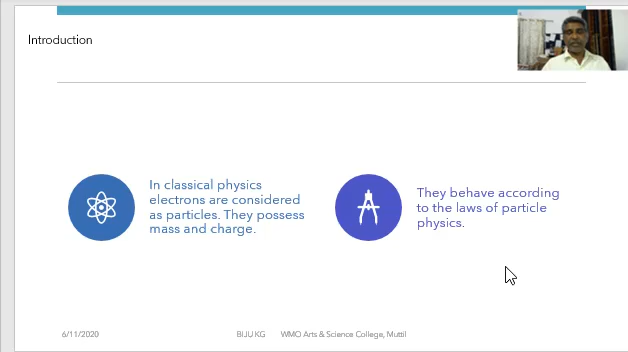 Introduction
In classical physics
electrons are considered
as particles. They possess
mass and charge.
They behave according
to the laws of particle
physics.
6/11/2020
BIJU KG WMO Arts & Science College, Muttil